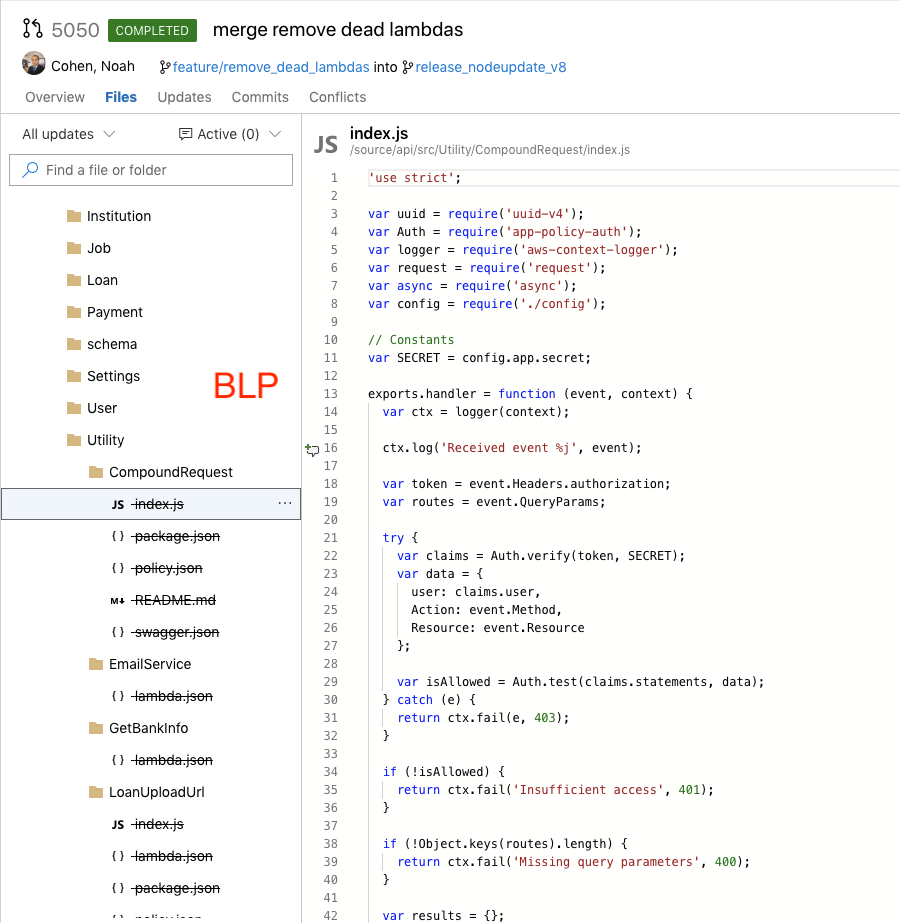 5050 COMPLETED merge remove dead lambdas
Cohen, Noah feature/remove_dead_lambdas into release_nodeupdate_v8
Overview Files Updates Commits Conflicts
All updates Active (0)
Find a file or folder
Institution
Job
Loan
Payment
schema
Settings
BLP
User
Utility
CompoundRequest
JS index.js ...
{ } package.json
{ } policy.json
M↓ README.md
{ } swagger.json
EmailService
{ } lambda.json
GetBankInfo
{ } lambda.json
LoanUploadUrl
JS index.js
{ } lambda.json
{ } package.json
{ } policy.json
JS index.js
/source/api/src/Utility/CompoundRequest/index.js
1 'use strict';
2
3 var uuid = require('uuid-v4');
4 var Auth = require('app-policy-auth');
5 var logger = require('aws-context-logger');
6 var request = require('request');
7 var async = require('async');
8 var config = require('./config');
9
10 // Constants
11 var SECRET = config.app.secret;
12
13 exports.handler = function (event, context) {
14 var ctx = logger(context);
15
16 ctx.log('Received event %j', event);
17
18 var token = event.Headers.authorization;
19 var routes = event.QueryParams;
20
21 try {
22 var claims = Auth.verify(token, SECRET);
23 var data = {
24 user: claims.user,
25 Action: event.Method,
26 Resource: event.Resource
27 };
28
29 var isAllowed = Auth.test(claims.statements, data);
30 } catch (e) {
31 return ctx.fail(e, 403);
32 }
33
34 if (!isAllowed) {
35 return ctx.fail('Insufficient access', 401);
36 }
37
38 if (!Object.keys(routes).length) {
39 return ctx.fail('Missing query parameters', 400);
40 }
41
42 var results = {};